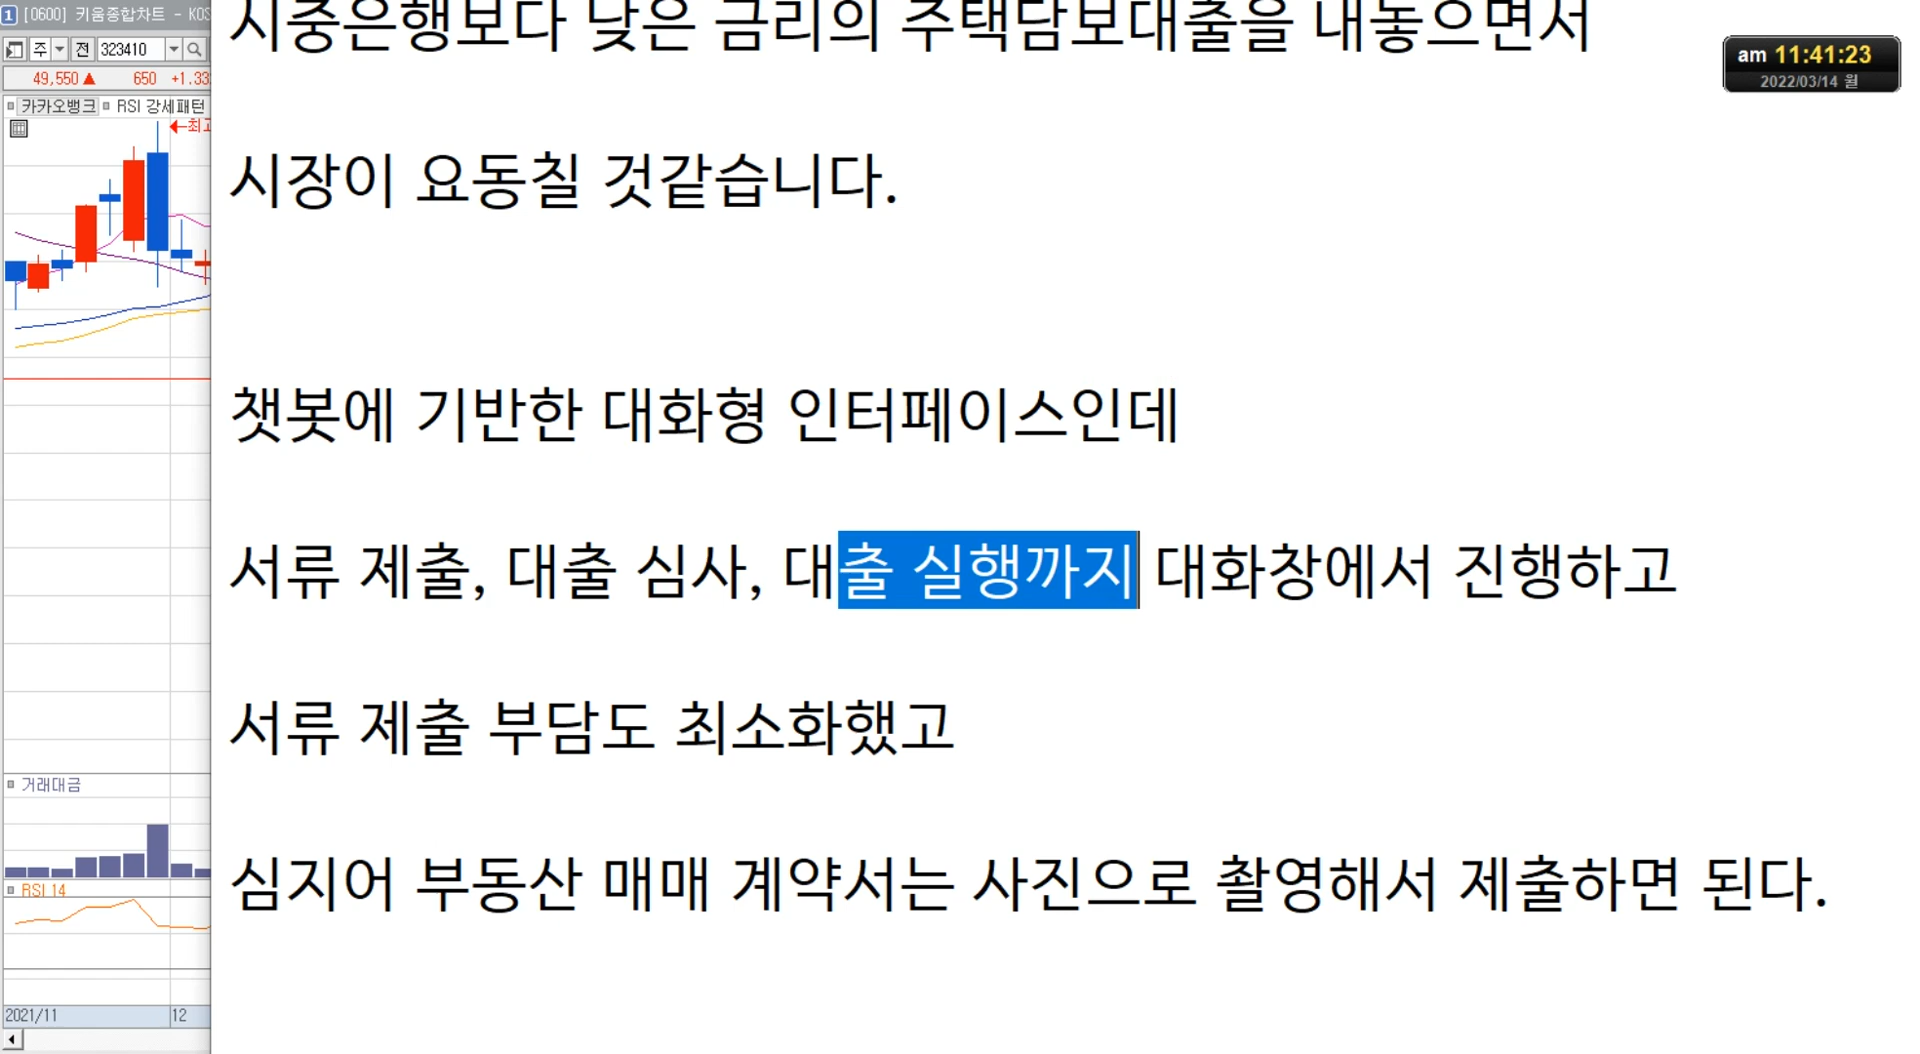 1 [0600] 키움종합차트 - KOS
주 전 323410
49,550 ▲ 650 +1.33
카카오뱅크 RSI 강세패턴
←최고
거래대금
RSI 14
2021/11 12
시중은행보다 낮은 금리의 주택담보대출을 내놓으면서
시장이 요동칠 것같습니다.
챗봇에 기반한 대화형 인터페이스인데
서류 제출, 대출 심사, 대출 실행까지 대화창에서 진행하고
서류 제출 부담도 최소화했고
심지어 부동산 매매 계약서는 사진으로 촬영해서 제출하면 된다.
am 11:41:23
2022/03/14 월